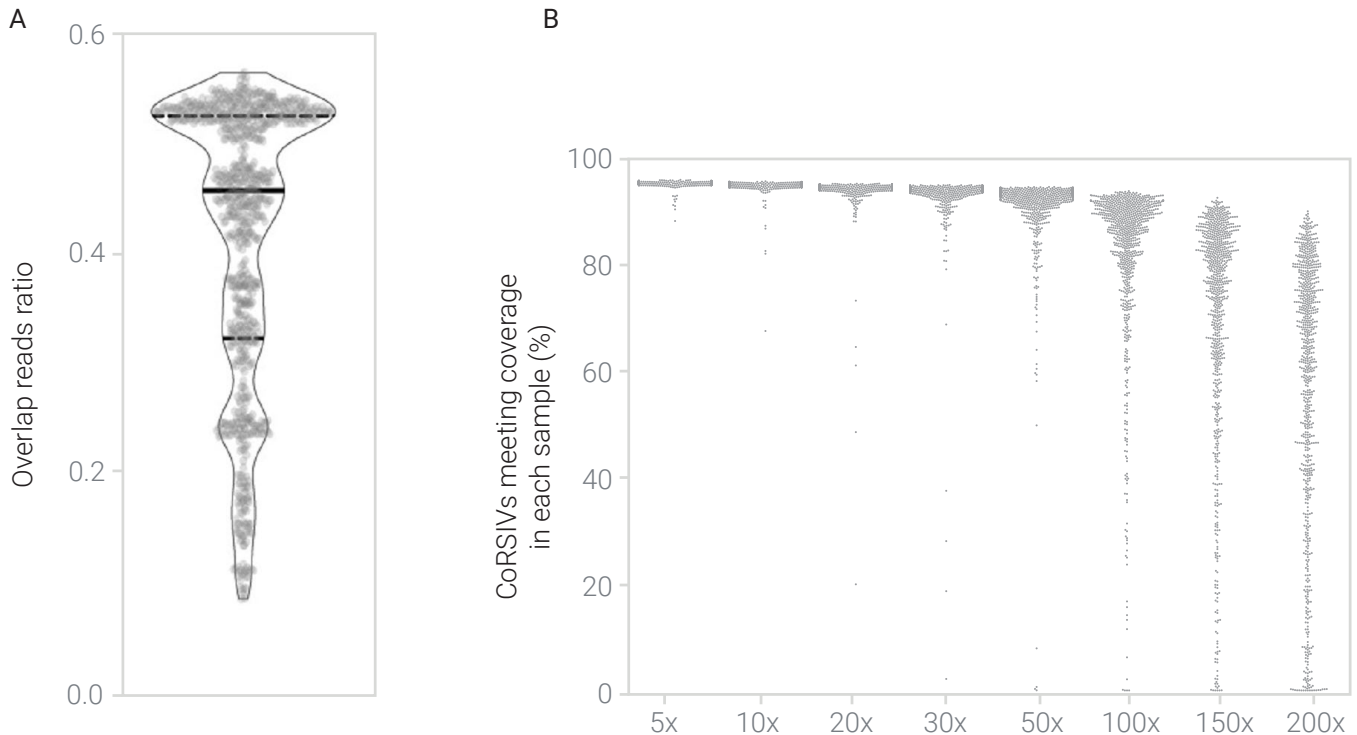 A
0.6
0.4
0.2
0.0
Overlap reads ratio
B
100
80
60
40
20
0
CoRSIVs meeting coverage
in each sample (%)
5x 10x 20x 30x 50x 100x 150x 200x